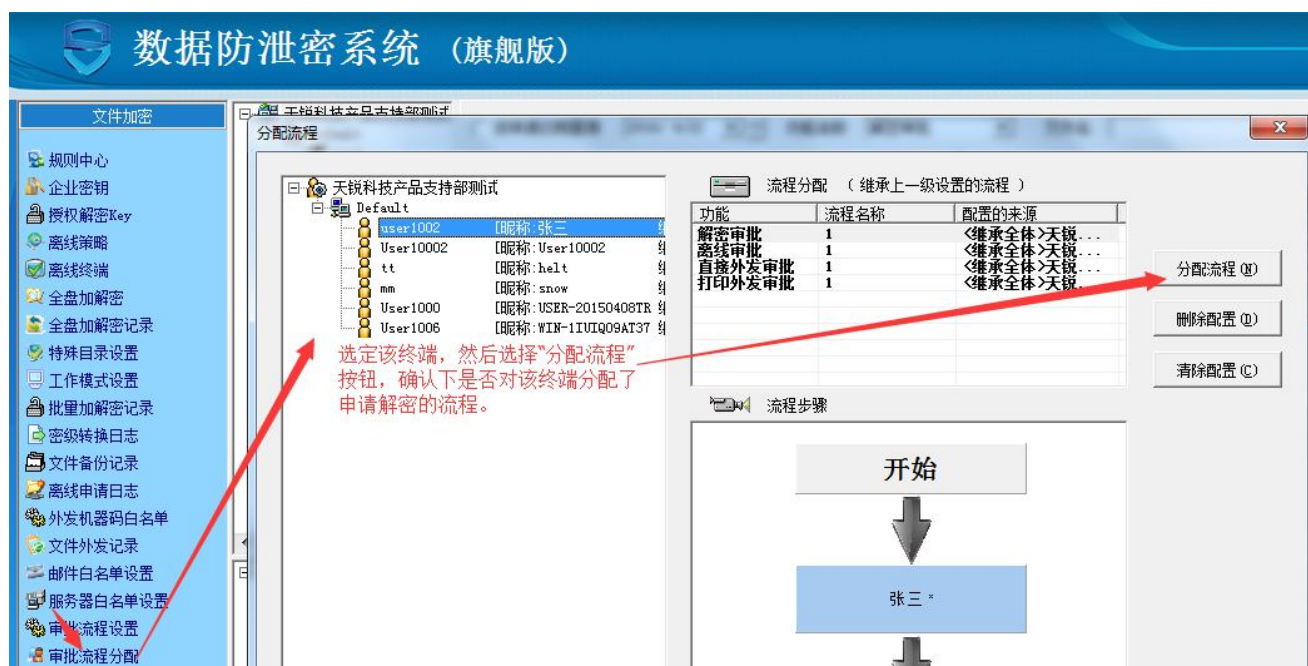 数据防泄密系统 (旗舰版)
文件加密
规则中心
企业密钥
授权解密Key
离线策略
离线终端
全盘加解密
全盘加解密记录
特殊目录设置
工作模式设置
批量加解密记录
密级转换日志
文件备份记录
离线申请日志
外发机器码白名单
文件外发记录
邮件白名单设置
服务器白名单设置
审批流程设置
审批流程分配
天锐科技产品支持部测试
分配流程
天锐科技产品支持部测试
Default
user1002 [昵称:张三
User10002 [昵称:User10002
tt [昵称:helt
mm [昵称:snow
User1000 [昵称:USER-20150408TR
User1006 [昵称:WIN-1IUIQ09AT37
选定该终端，然后选择“分配流程”
按钮，确认下是否对该终端分配了
申请解密的流程。
流程分配 （ 继承上一级设置的流程 ）
功能 流程名称 配置的来源
解密审批 1 <继承全体>天锐...
离线审批 1 <继承全体>天锐...
直接外发审批 1 <继承全体>天锐...
打印外发审批 1 <继承全体>天锐...
分配流程(N)
删除配置(D)
清除配置(C)
流程步骤
开始
张三 *